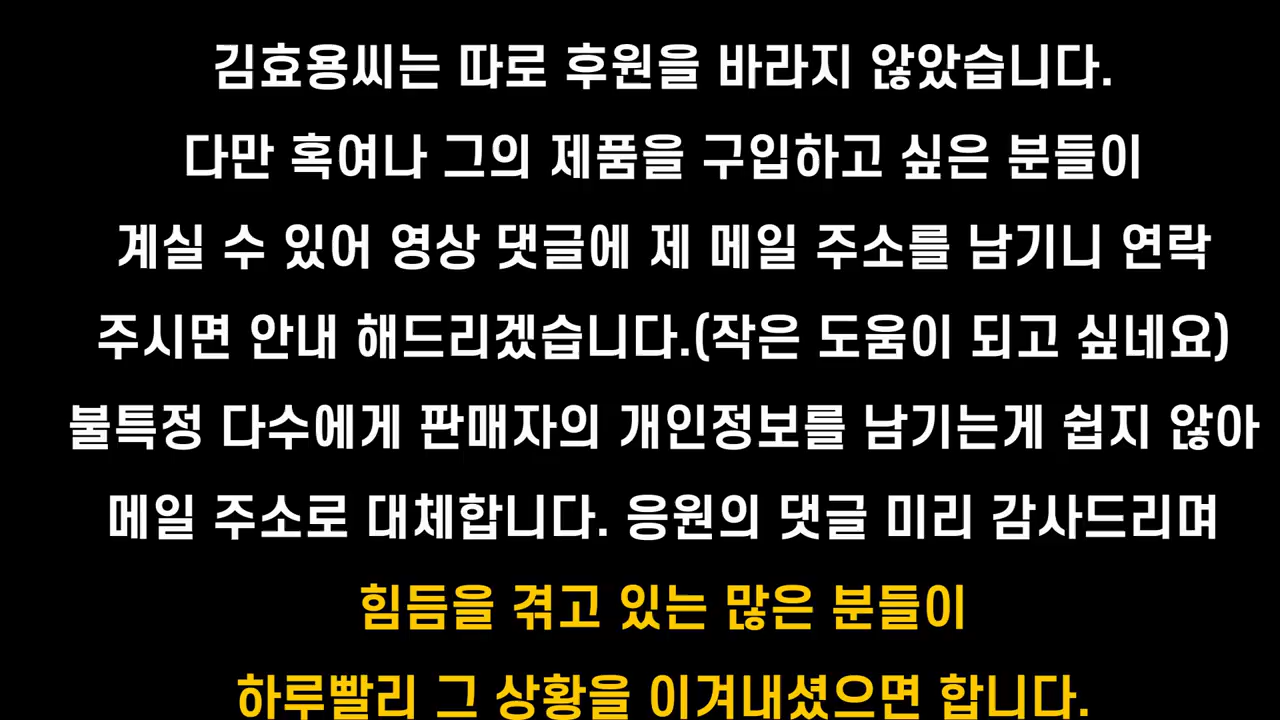 김효용씨는 따로 후원을 바라지 않았습니다.
다만 혹여나 그의 제품을 구입하고 싶은 분들이
계실 수 있어 영상 댓글에 제 메일 주소를 남기니 연락
주시면 안내 해드리겠습니다.(작은 도움이 되고 싶네요)
불특정 다수에게 판매자의 개인정보를 남기는게 쉽지 않아
메일 주소로 대체합니다. 응원의 댓글 미리 감사드리며
힘듬을 겪고 있는 많은 분들이
하루빨리 그 상황을 이겨내셨으면 합니다.